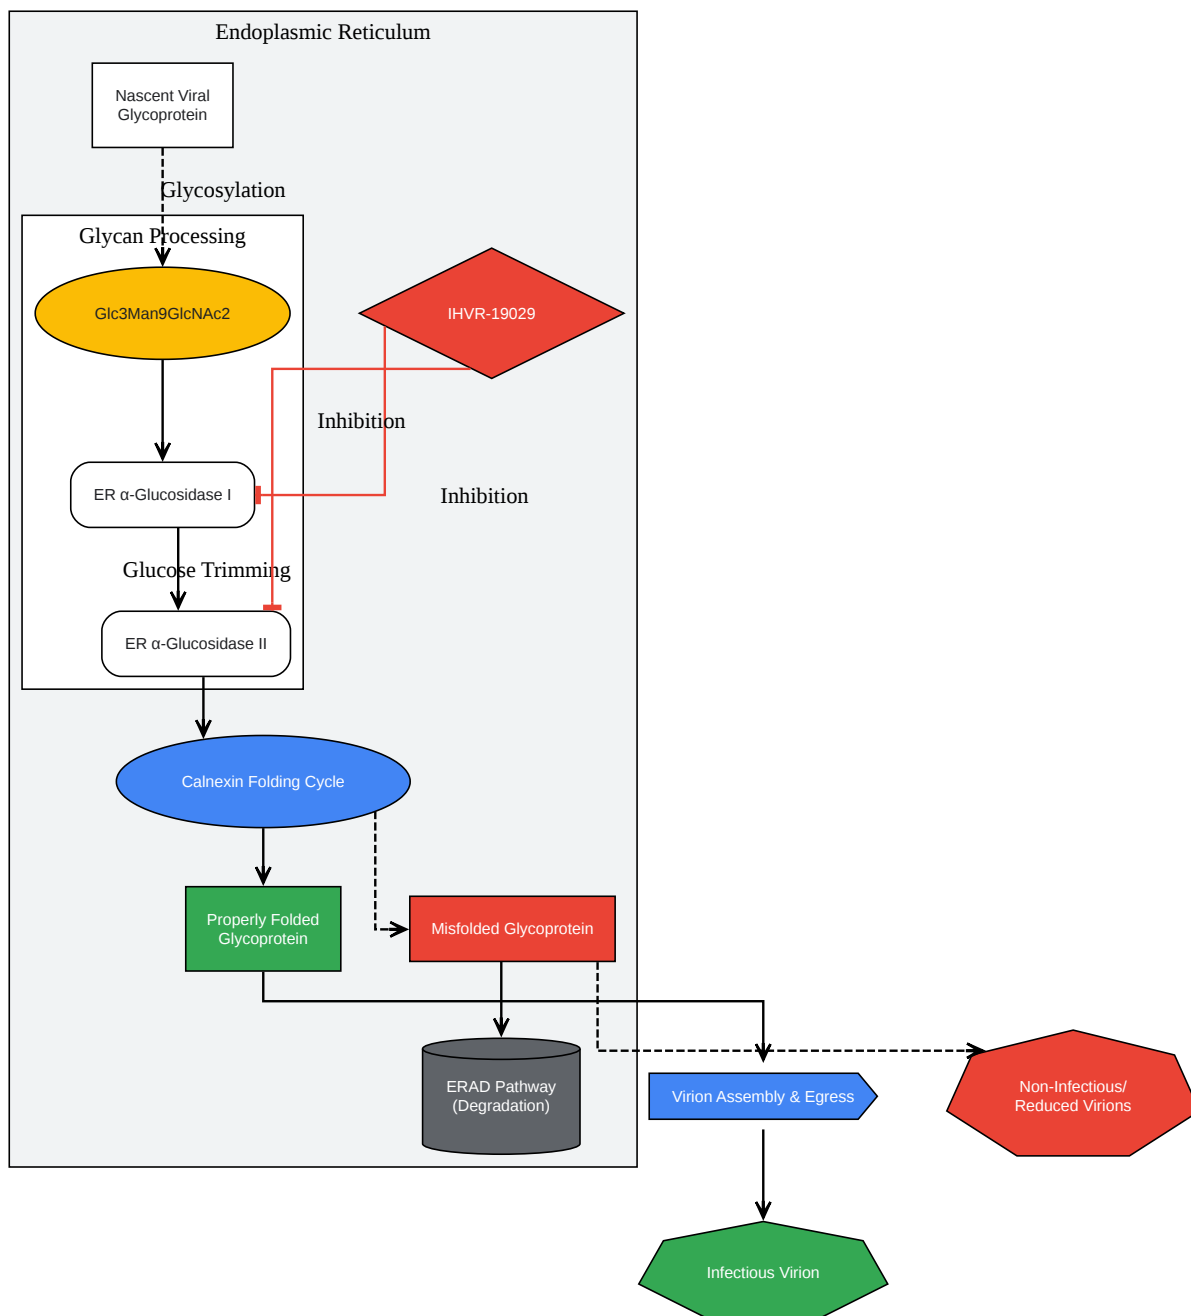 Endoplasmic Reticulum
Nascent Viral
Glycoprotein
Glycosylation
Glycan Processing
Glc3Man9GlcNAc2
IHVR-19029
Inhibition
ER α-Glucosidase I
Inhibition
Glucose Trimming
ER α-Glucosidase II
Calnexin Folding Cycle
Properly Folded
Glycoprotein
Misfolded Glycoprotein
ERAD Pathway
(Degradation)
Virion Assembly & Egress
Non-Infectious/
Reduced Virions
Infectious Virion